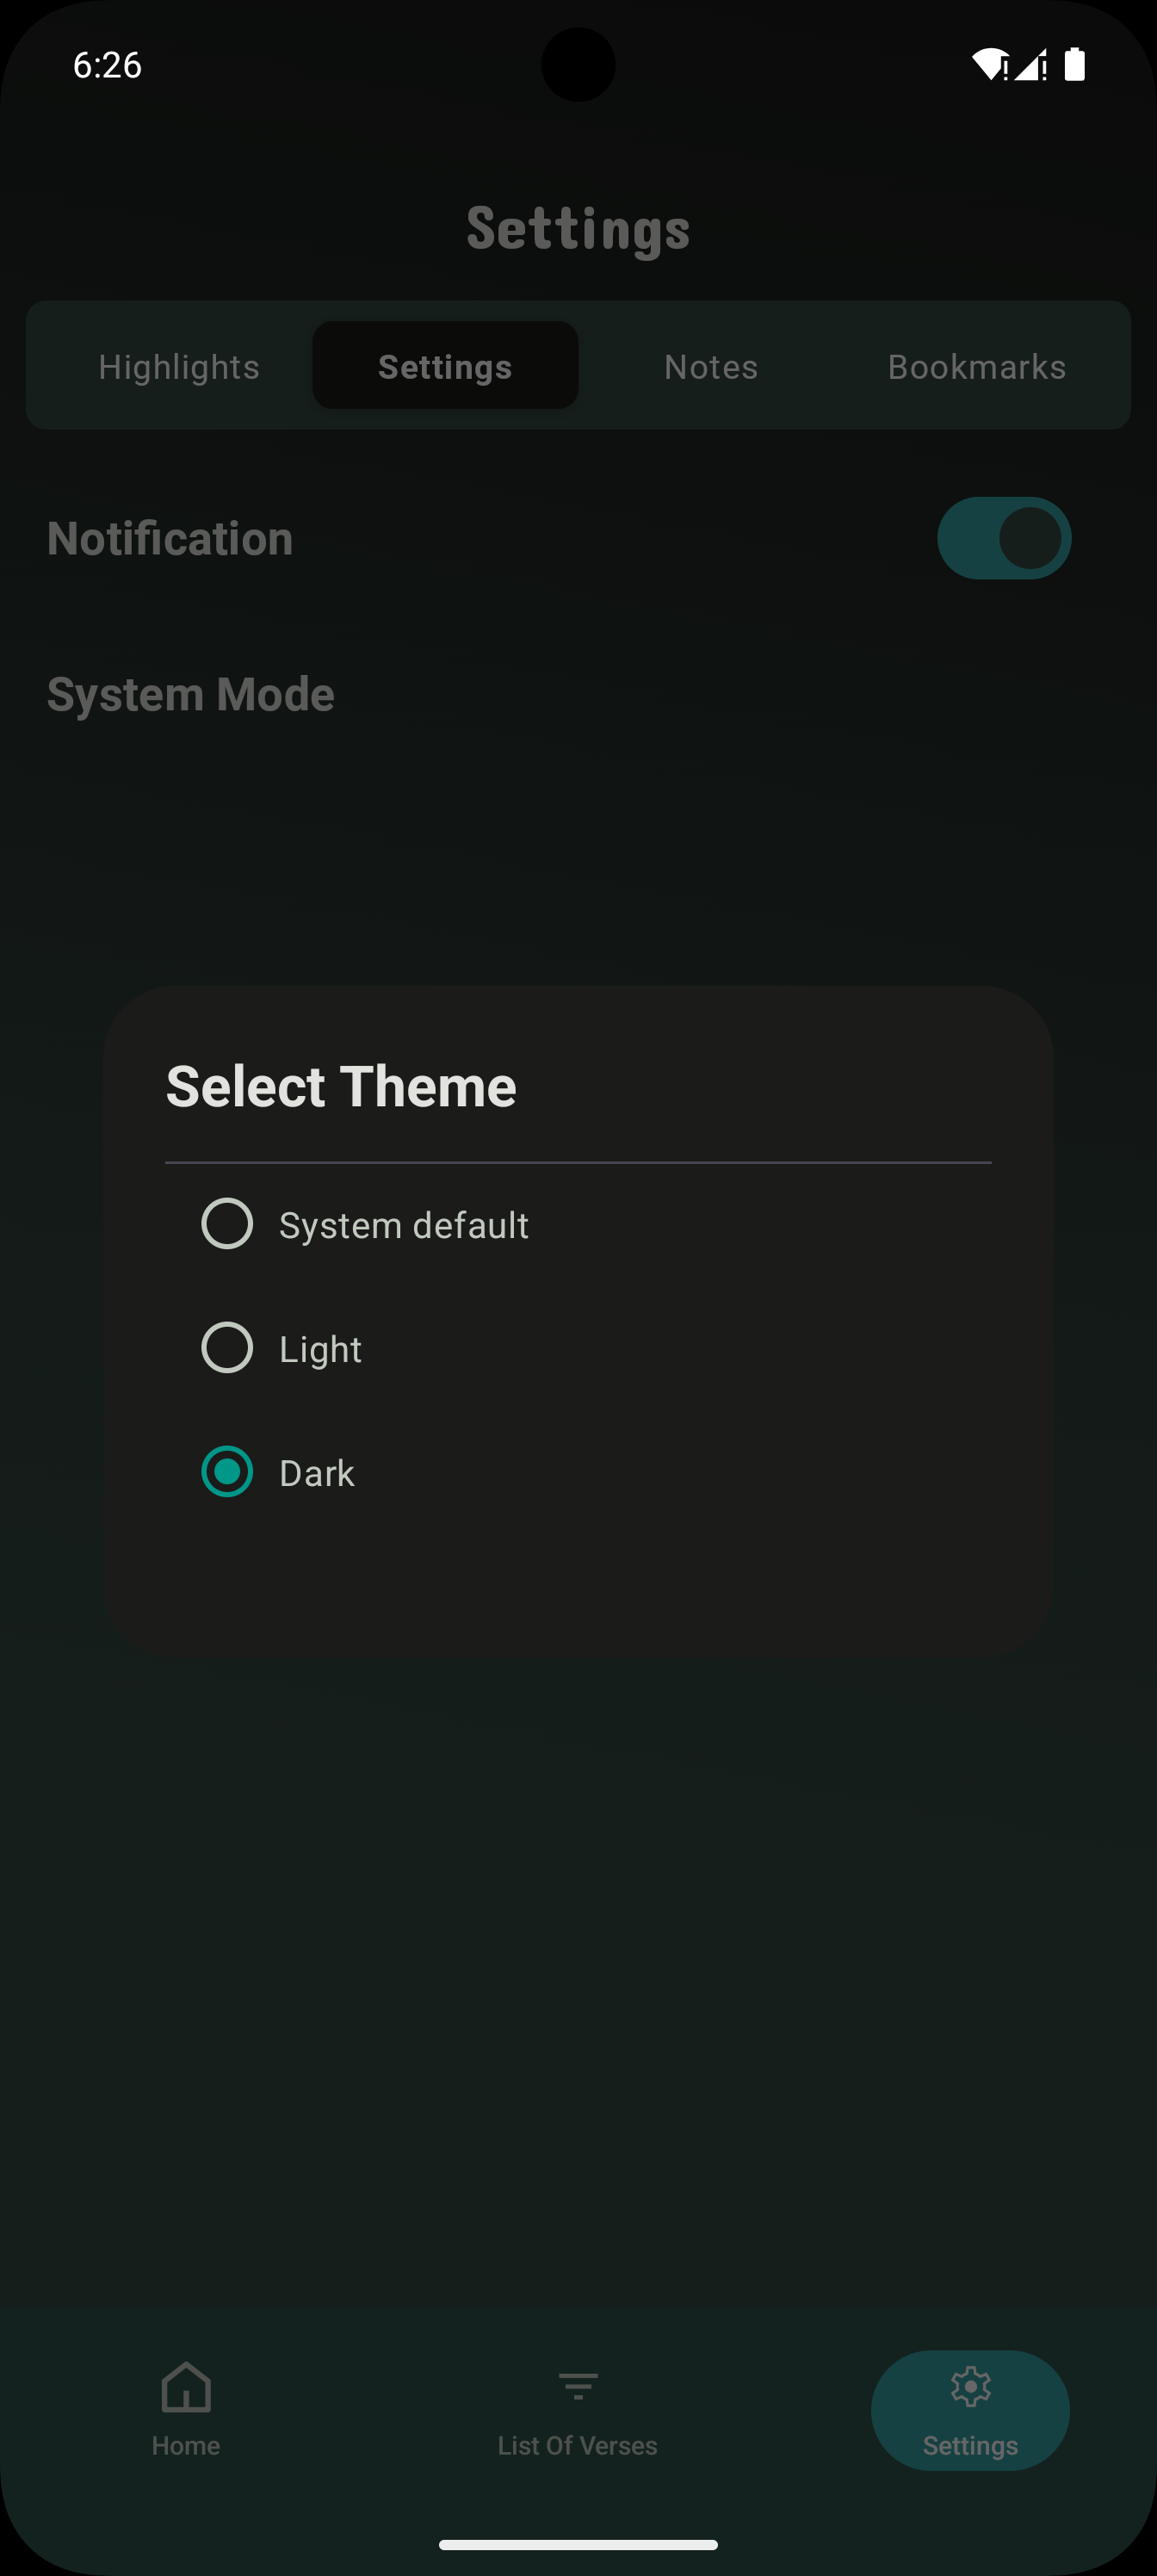 6:26
Settings
Highlights Settings Notes Bookmarks
Notification
System Mode
Select Theme
System default
Light
Dark
Home List Of Verses Settings